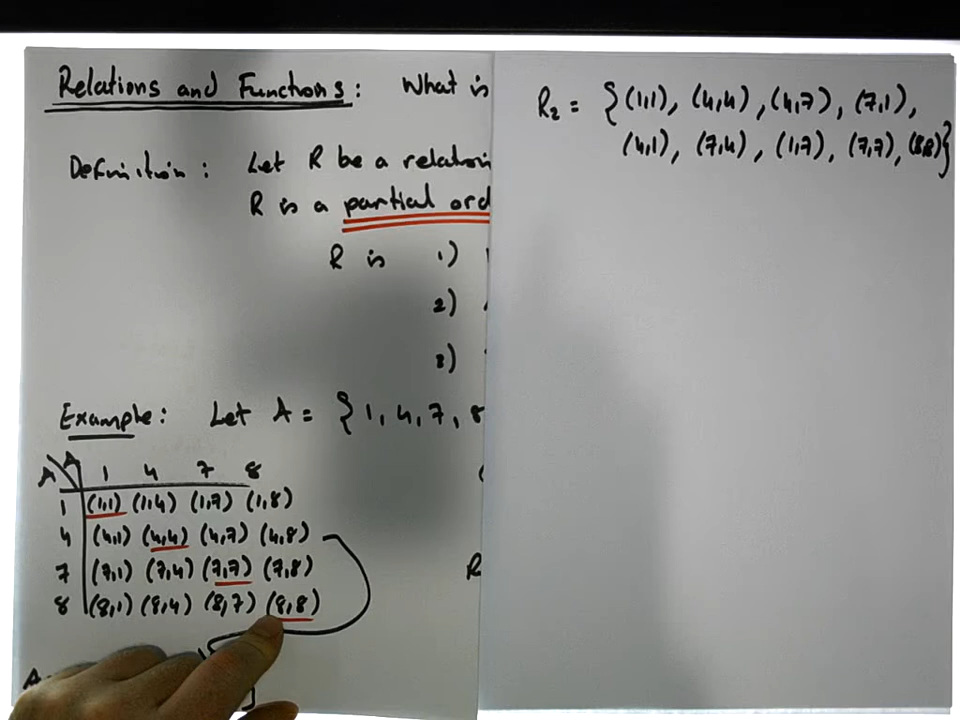 Relations and Functions: What is
Definition: Let R be a relation
R is a partial ord
R is 1)
2)
3)
Example: Let A = {1, 4, 7, 8
A A 1 4 7 8
1 (1,1) (1,4) (1,7) (1,8)
4 (4,1) (4,4) (4,7) (4,8)
7 (7,1) (7,4) (7,7) (7,8)
8 (8,1) (8,4) (8,7) (8,8)
R
A
R₂ = {(1,1), (4,4), (4,7), (7,1),
(4,1), (7,4), (1,7), (7,7), (8,8)}